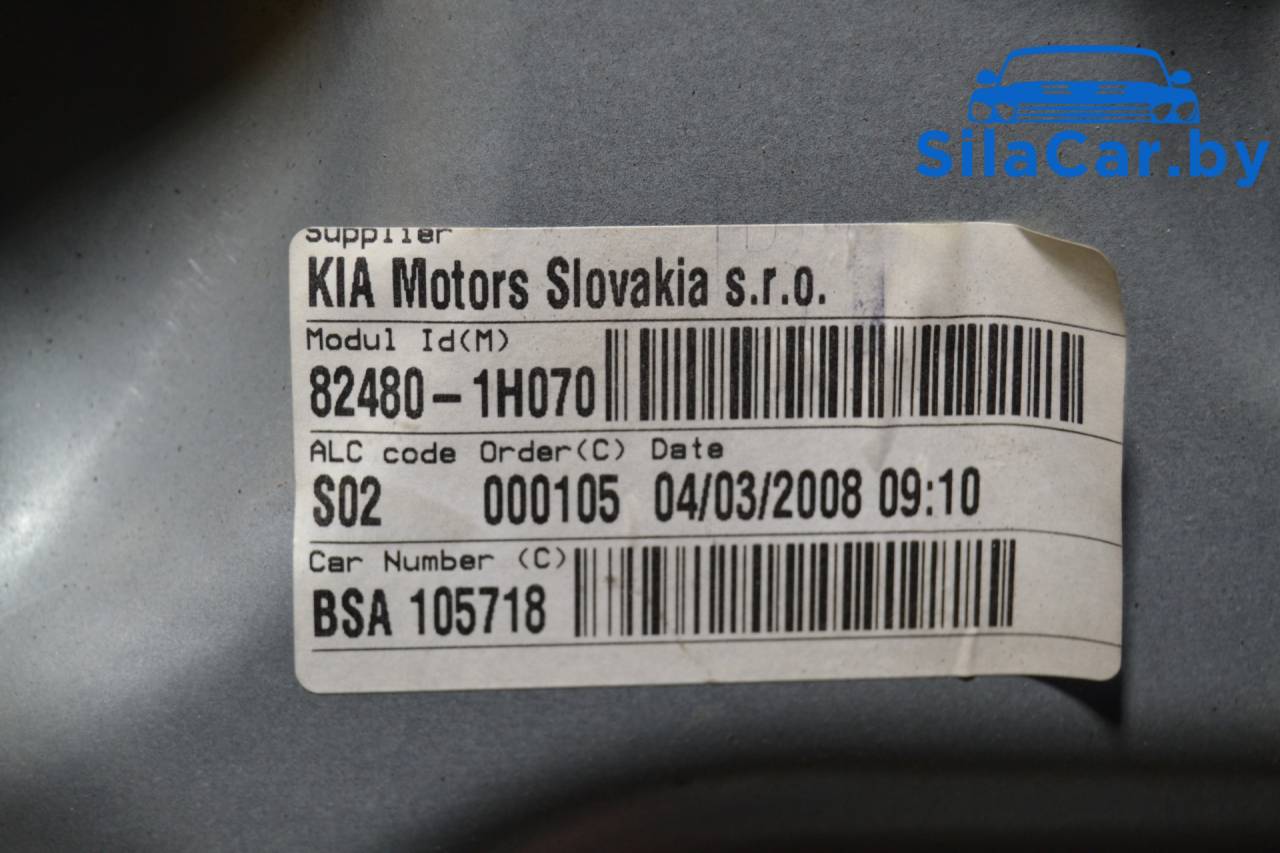 SilaCar.by
Supplier
KIA Motors Slovakia s.r.o.
Modul Id(M)
82480-1H070
ALC code Order(C) Date
S02 000105 04/03/2008 09:10
Car Number (C)
BSA 105718